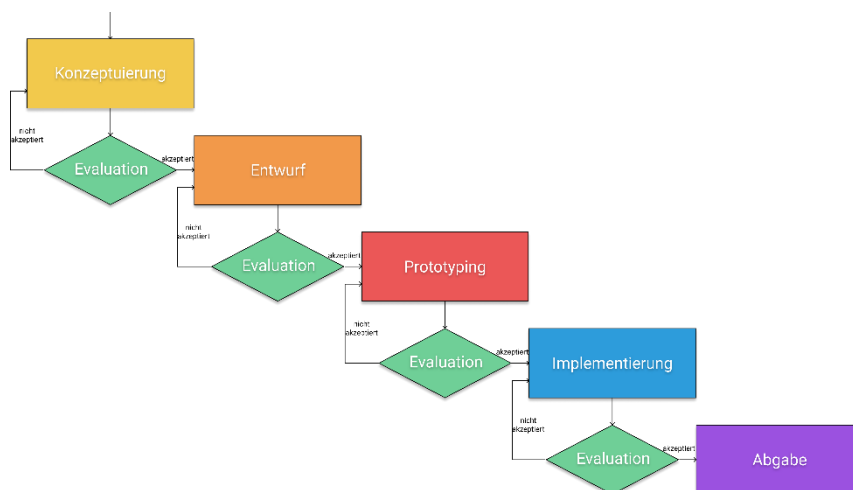 Konzeptuierung
nicht
akzeptiert
Evaluation
akzeptiert
Entwurf
nicht
akzeptiert
Evaluation
akzeptiert
Prototyping
nicht
akzeptiert
Evaluation
akzeptiert
Implementierung
nicht
akzeptiert
Evaluation
akzeptiert
Abgabe